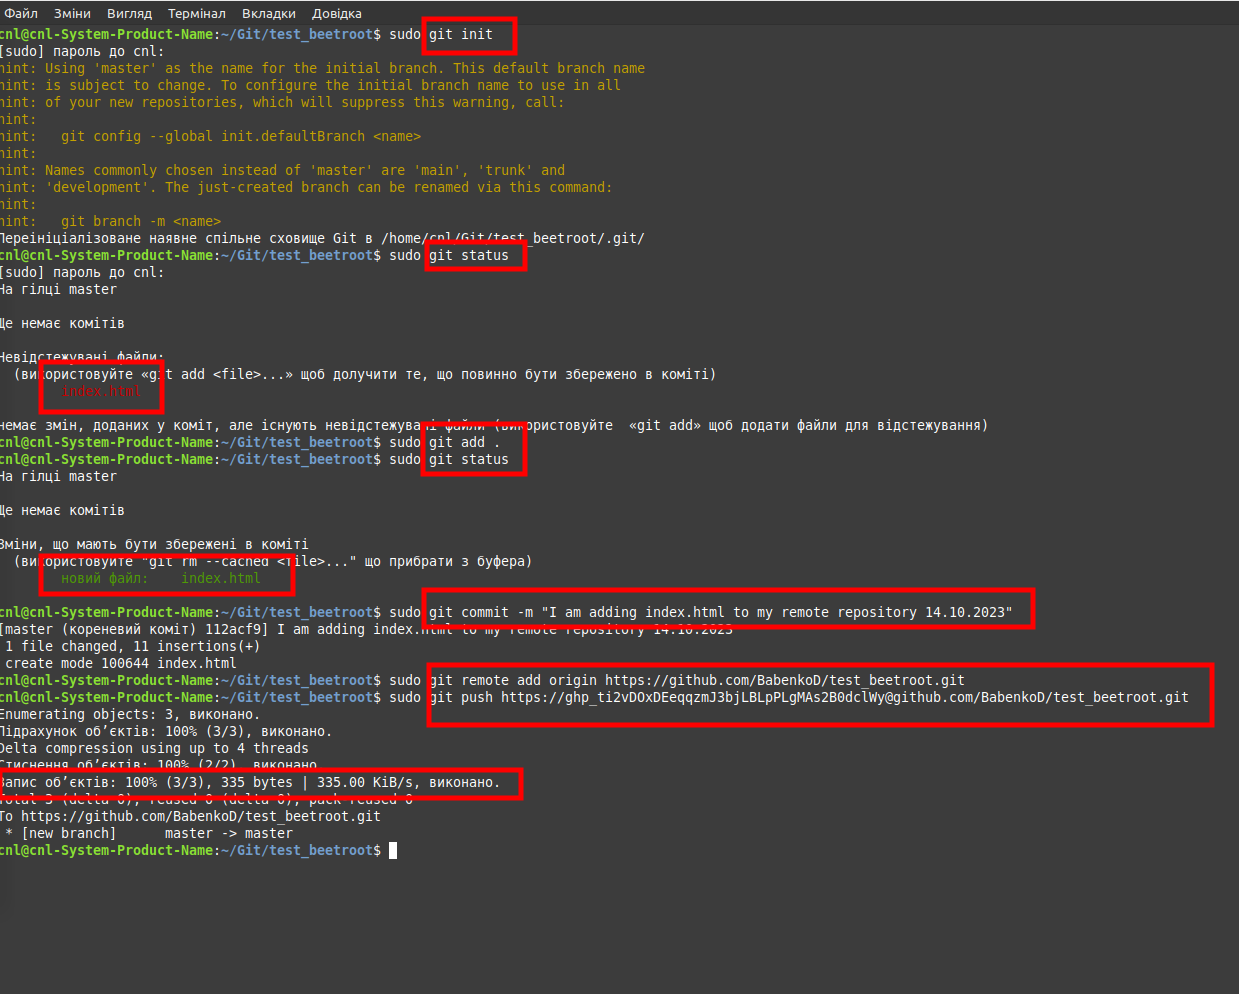 Файл Зміни Вигляд Термінал Вкладки Довідка
cnl@cnl-System-Product-Name:~/Git/test_beetroot$ sudo git init
[sudo] пароль до cnl:
hint: Using 'master' as the name for the initial branch. This default branch name
hint: is subject to change. To configure the initial branch name to use in all
hint: of your new repositories, which will suppress this warning, call:
hint:
hint:   git config --global init.defaultBranch <name>
hint:
hint: Names commonly chosen instead of 'master' are 'main', 'trunk' and
hint: 'development'. The just-created branch can be renamed via this command:
hint:
hint:   git branch -m <name>
Переініціалізоване наявне спільне сховище Git в /home/cnl/Git/test_beetroot/.git/
cnl@cnl-System-Product-Name:~/Git/test_beetroot$ sudo git status
[sudo] пароль до cnl:
На гілці master
Ще немає комітів
Невідстежувані файли:
(використовуйте «git add <file>...» щоб долучити те, що повинно бути збережено в коміті)
index.html
немає змін, доданих у коміт, але існують невідстежувані файли (використовуйте  «git add» щоб додати файли для відстежування)
cnl@cnl-System-Product-Name:~/Git/test_beetroot$ sudo git add .
cnl@cnl-System-Product-Name:~/Git/test_beetroot$ sudo git status
На гілці master
Ще немає комітів
Зміни, що мають бути збережені в коміті
(використовуйте "git rm --cached <file>..." що прибрати з буфера)
новий файл:    index.html
cnl@cnl-System-Product-Name:~/Git/test_beetroot$ sudo git commit -m "I am adding index.html to my remote repository 14.10.2023"
[master (кореневий коміт) 112acf9] I am adding index.html to my remote repository 14.10.2023
1 file changed, 11 insertions(+)
create mode 100644 index.html
cnl@cnl-System-Product-Name:~/Git/test_beetroot$ sudo git remote add origin https://github.com/BabenkoD/test_beetroot.git
cnl@cnl-System-Product-Name:~/Git/test_beetroot$ sudo git push https://@github.com/BabenkoD/test_beetroot.git
Enumerating objects: 3, виконано.
Підрахунок об’єктів: 100% (3/3), виконано.
Delta compression using up to 4 threads
Стиснення об’єктів: 100% (2/2), виконано.
Запис об’єктів: 100% (3/3), 335 bytes | 335.00 KiB/s, виконано.
Total 3 (delta 0), reused 0 (delta 0), pack-reused 0
To https://github.com/BabenkoD/test_beetroot.git
* [new branch]      master -> master
cnl@cnl-System-Product-Name:~/Git/test_beetroot$